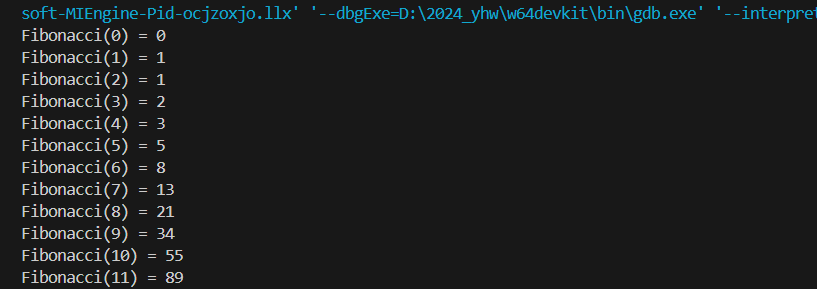 soft-MIEngine-Pid-ocjzoxjo.llx' '--dbgExe=D:\2024_yhw\w64devkit\bin\gdb.exe' '--interpret
Fibonacci(0) = 0
Fibonacci(1) = 1
Fibonacci(2) = 1
Fibonacci(3) = 2
Fibonacci(4) = 3
Fibonacci(5) = 5
Fibonacci(6) = 8
Fibonacci(7) = 13
Fibonacci(8) = 21
Fibonacci(9) = 34
Fibonacci(10) = 55
Fibonacci(11) = 89